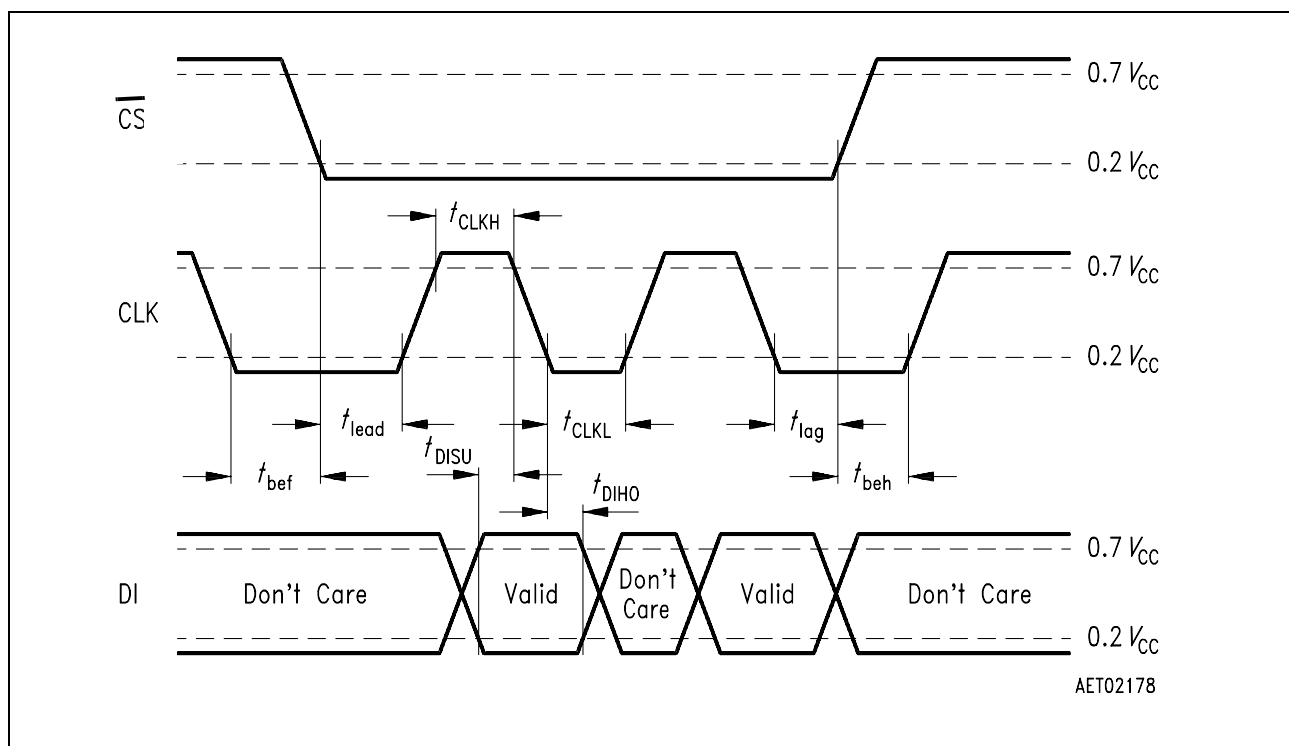 0.7 VCC
CS
0.2 VCC
tCLKH
0.7 VCC
CLK
0.2 VCC
tlead
tCLKL
tlag
tDISU
tbef
tDIHO
tbeh
0.7 VCC
DI
Don't Care
Valid
Don't
Care
Valid
Don't Care
0.2 VCC
AET02178